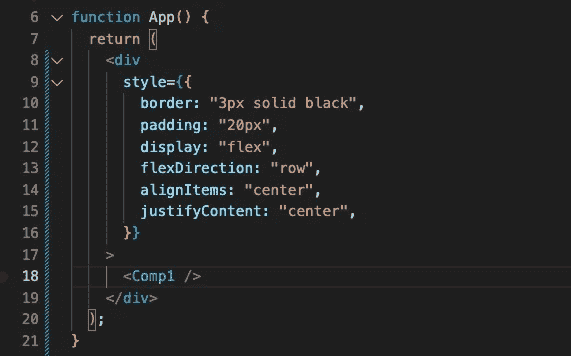 6 function App() {
7 return (
8 <div
9 style={{
10 border: "3px solid black",
11 padding: "20px",
12 display: "flex",
13 flexDirection: "row",
14 alignItems: "center",
15 justifyContent: "center",
16 }}
17 >
18 <Comp1 />
19 </div>
20 );
21 }